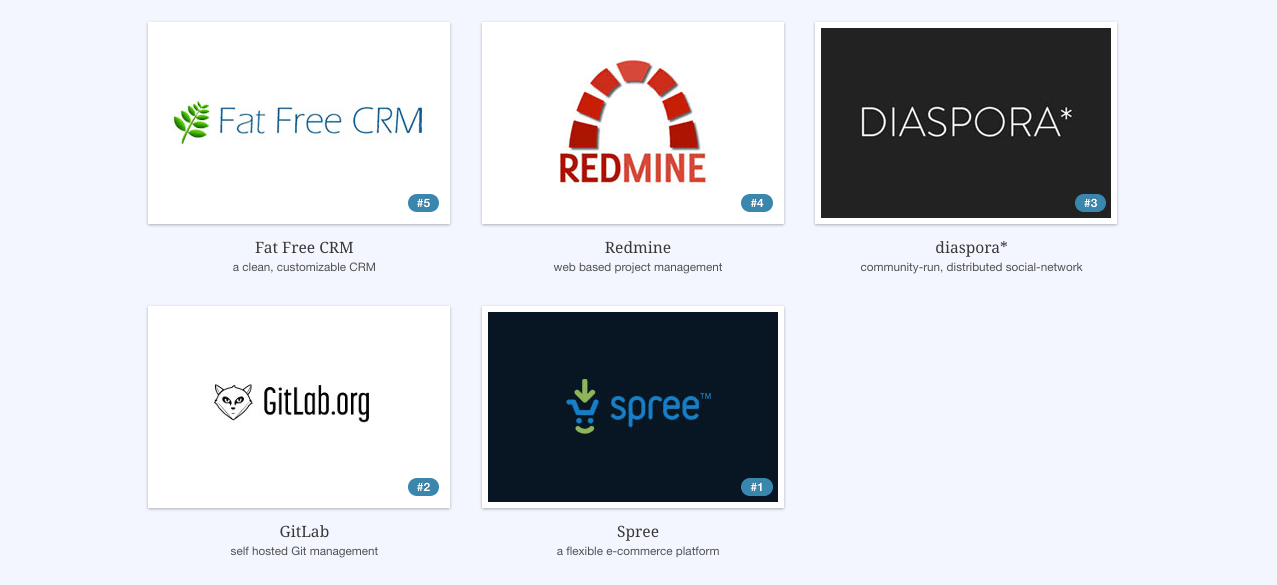 Fat Free CRM
#5
Fat Free CRM
a clean, customizable CRM
REDMINE
#4
Redmine
web based project management
DIASPORA*
#3
diaspora*
community-run, distributed social-network
GitLab.org
#2
GitLab
self hosted Git management
spree™
#1
Spree
a flexible e-commerce platform